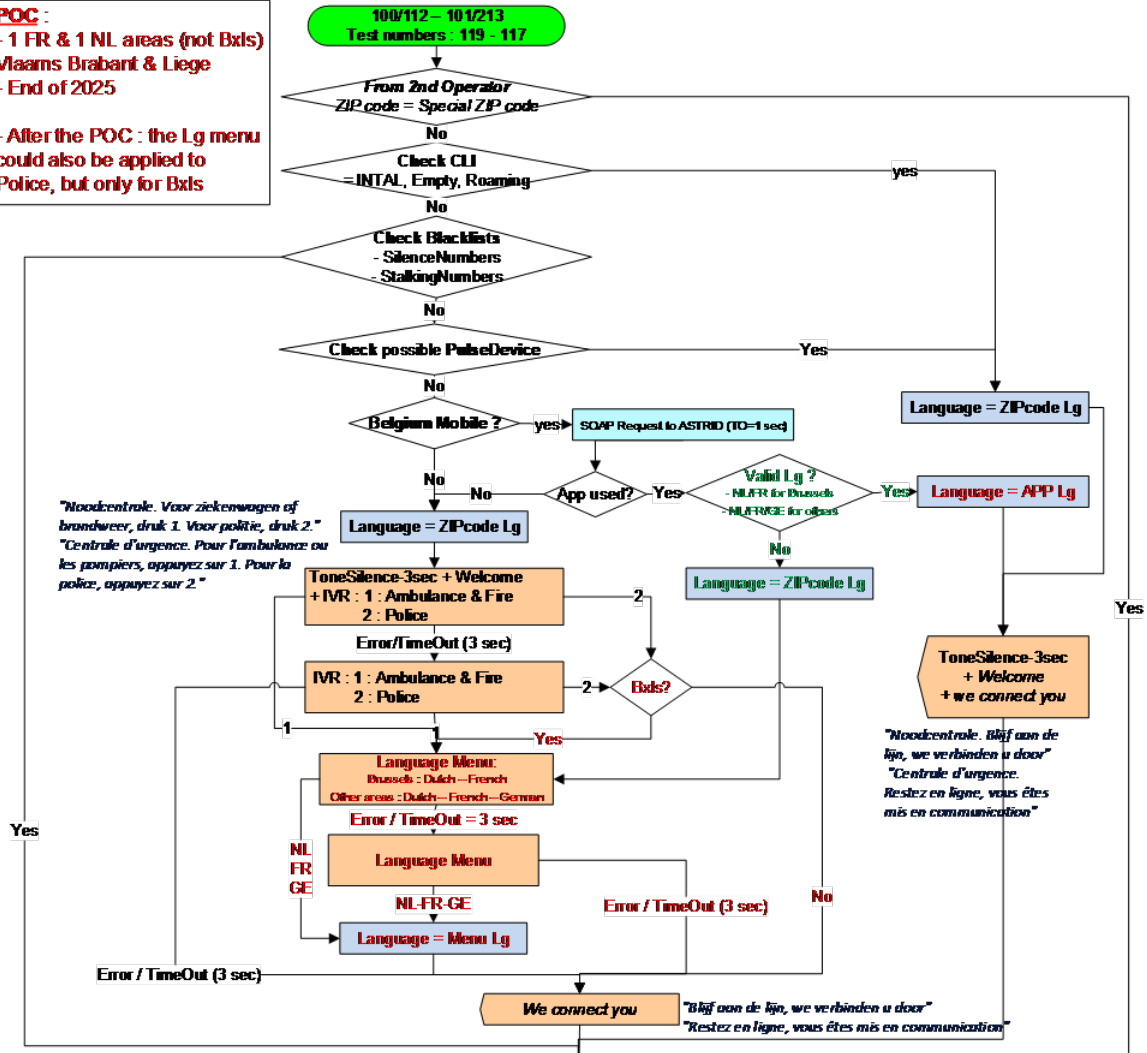 POC :
- 1 FR & 1 NL areas (not Bxls)
Vlaams Brabant & Liege
- End of 2025
- After the POC : the Lg menu
could also be applied to
Police, but only for Bxls
100/112 – 101/213
Test numbers : 119 - 117
From 2nd Operator
ZIP code = Special ZIP code
No
Check CLI
= INTAL, Empty, Roaming
yes
No
Check Blacklists
- SilenceNumbers
- StalkingNumbers
No
Check possible PulseDevice
Yes
No
Language = ZIPcode Lg
Belgium Mobile ?
yes
SOAP Request to ASTRID (TO=1 sec)
No
No
App used?
Yes
Valid Lg ?
- NL/FR for Brussels
- NL/FR/GE for others
Yes
Language = APP Lg
"Noodcentrale. Voor ziekenwagen of
brandweer, druk 1. Voor politie, druk 2."
"Centrale d'urgence. Pour l'ambulance ou
les pompiers, appuyez sur 1. Pour la
police, appuyez sur 2."
Language = ZIPcode Lg
No
Language = ZIPcode Lg
ToneSilence-3sec + Welcome
+ IVR : 1 : Ambulance & Fire
2 : Police
2
Yes
Error/TimeOut (3 sec)
IVR : 1 : Ambulance & Fire
2 : Police
2
Bxls?
ToneSilence-3sec
+ Welcome
+ we connect you
1
1
Yes
"Noodcentrale. Blijf aan de
lijn, we verbinden u door"
"Centrale d'urgence.
Restez en ligne, vous êtes
mis en communication"
Language Menu:
Brussels : Dutch – French
Other areas : Dutch – French – German
Error / TimeOut = 3 sec
Yes
NL
FR
GE
Language Menu
NL-FR-GE
Error / TimeOut (3 sec)
No
Language = Menu Lg
Error / TimeOut (3 sec)
We connect you
"Blijf aan de lijn, we verbinden u door"
"Restez en ligne, vous êtes mis en communication"